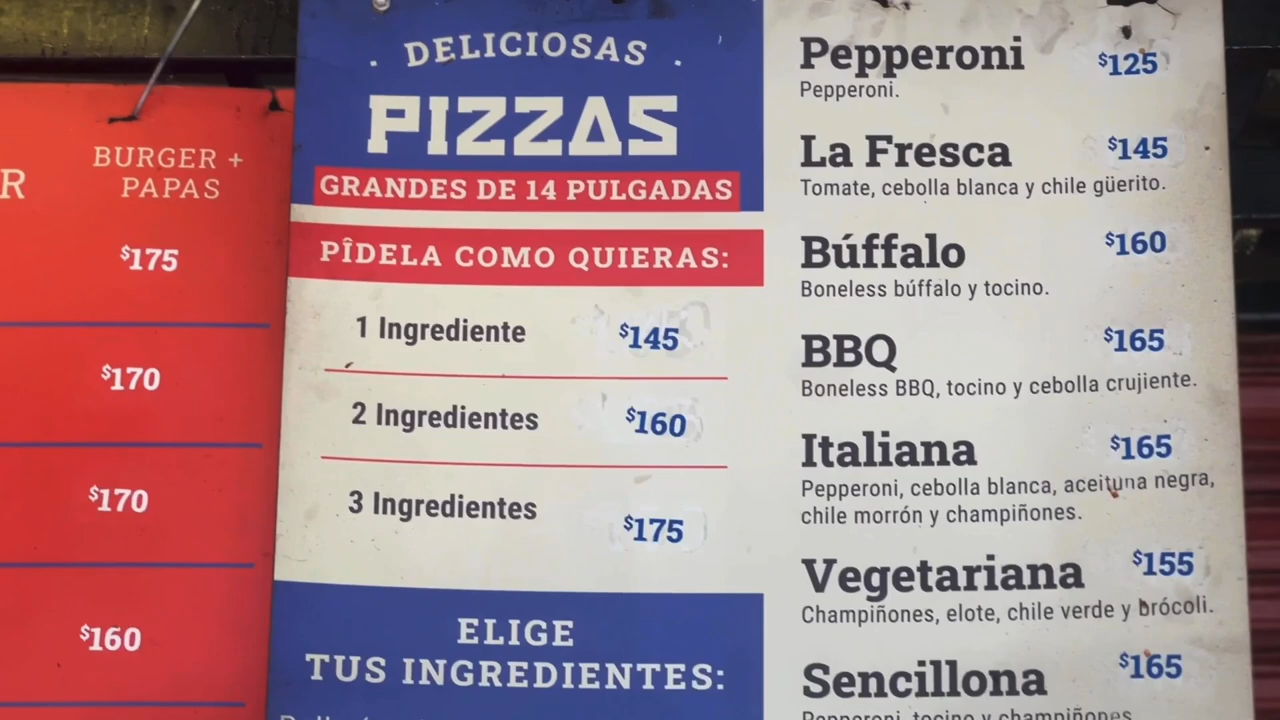 R
BURGER +
PAPAS
$175
$170
$170
$160
. DELICIOSAS .
PIZZAS
GRANDES DE 14 PULGADAS
PÎDELA COMO QUIERAS:
1 Ingrediente $145
2 Ingredientes $160
3 Ingredientes $175
ELIGE
TUS INGREDIENTES:
Pepperoni $125
Pepperoni.
La Fresca $145
Tomate, cebolla blanca y chile güerito.
Búffalo $160
Boneless búffalo y tocino.
BBQ $165
Boneless BBQ, tocino y cebolla crujiente.
Italiana $165
Pepperoni, cebolla blanca, aceituna negra,
chile morrón y champiñones.
Vegetariana $155
Champiñones, elote, chile verde y brócoli.
Sencillona $165
Pepperoni, tocino y champiñones.